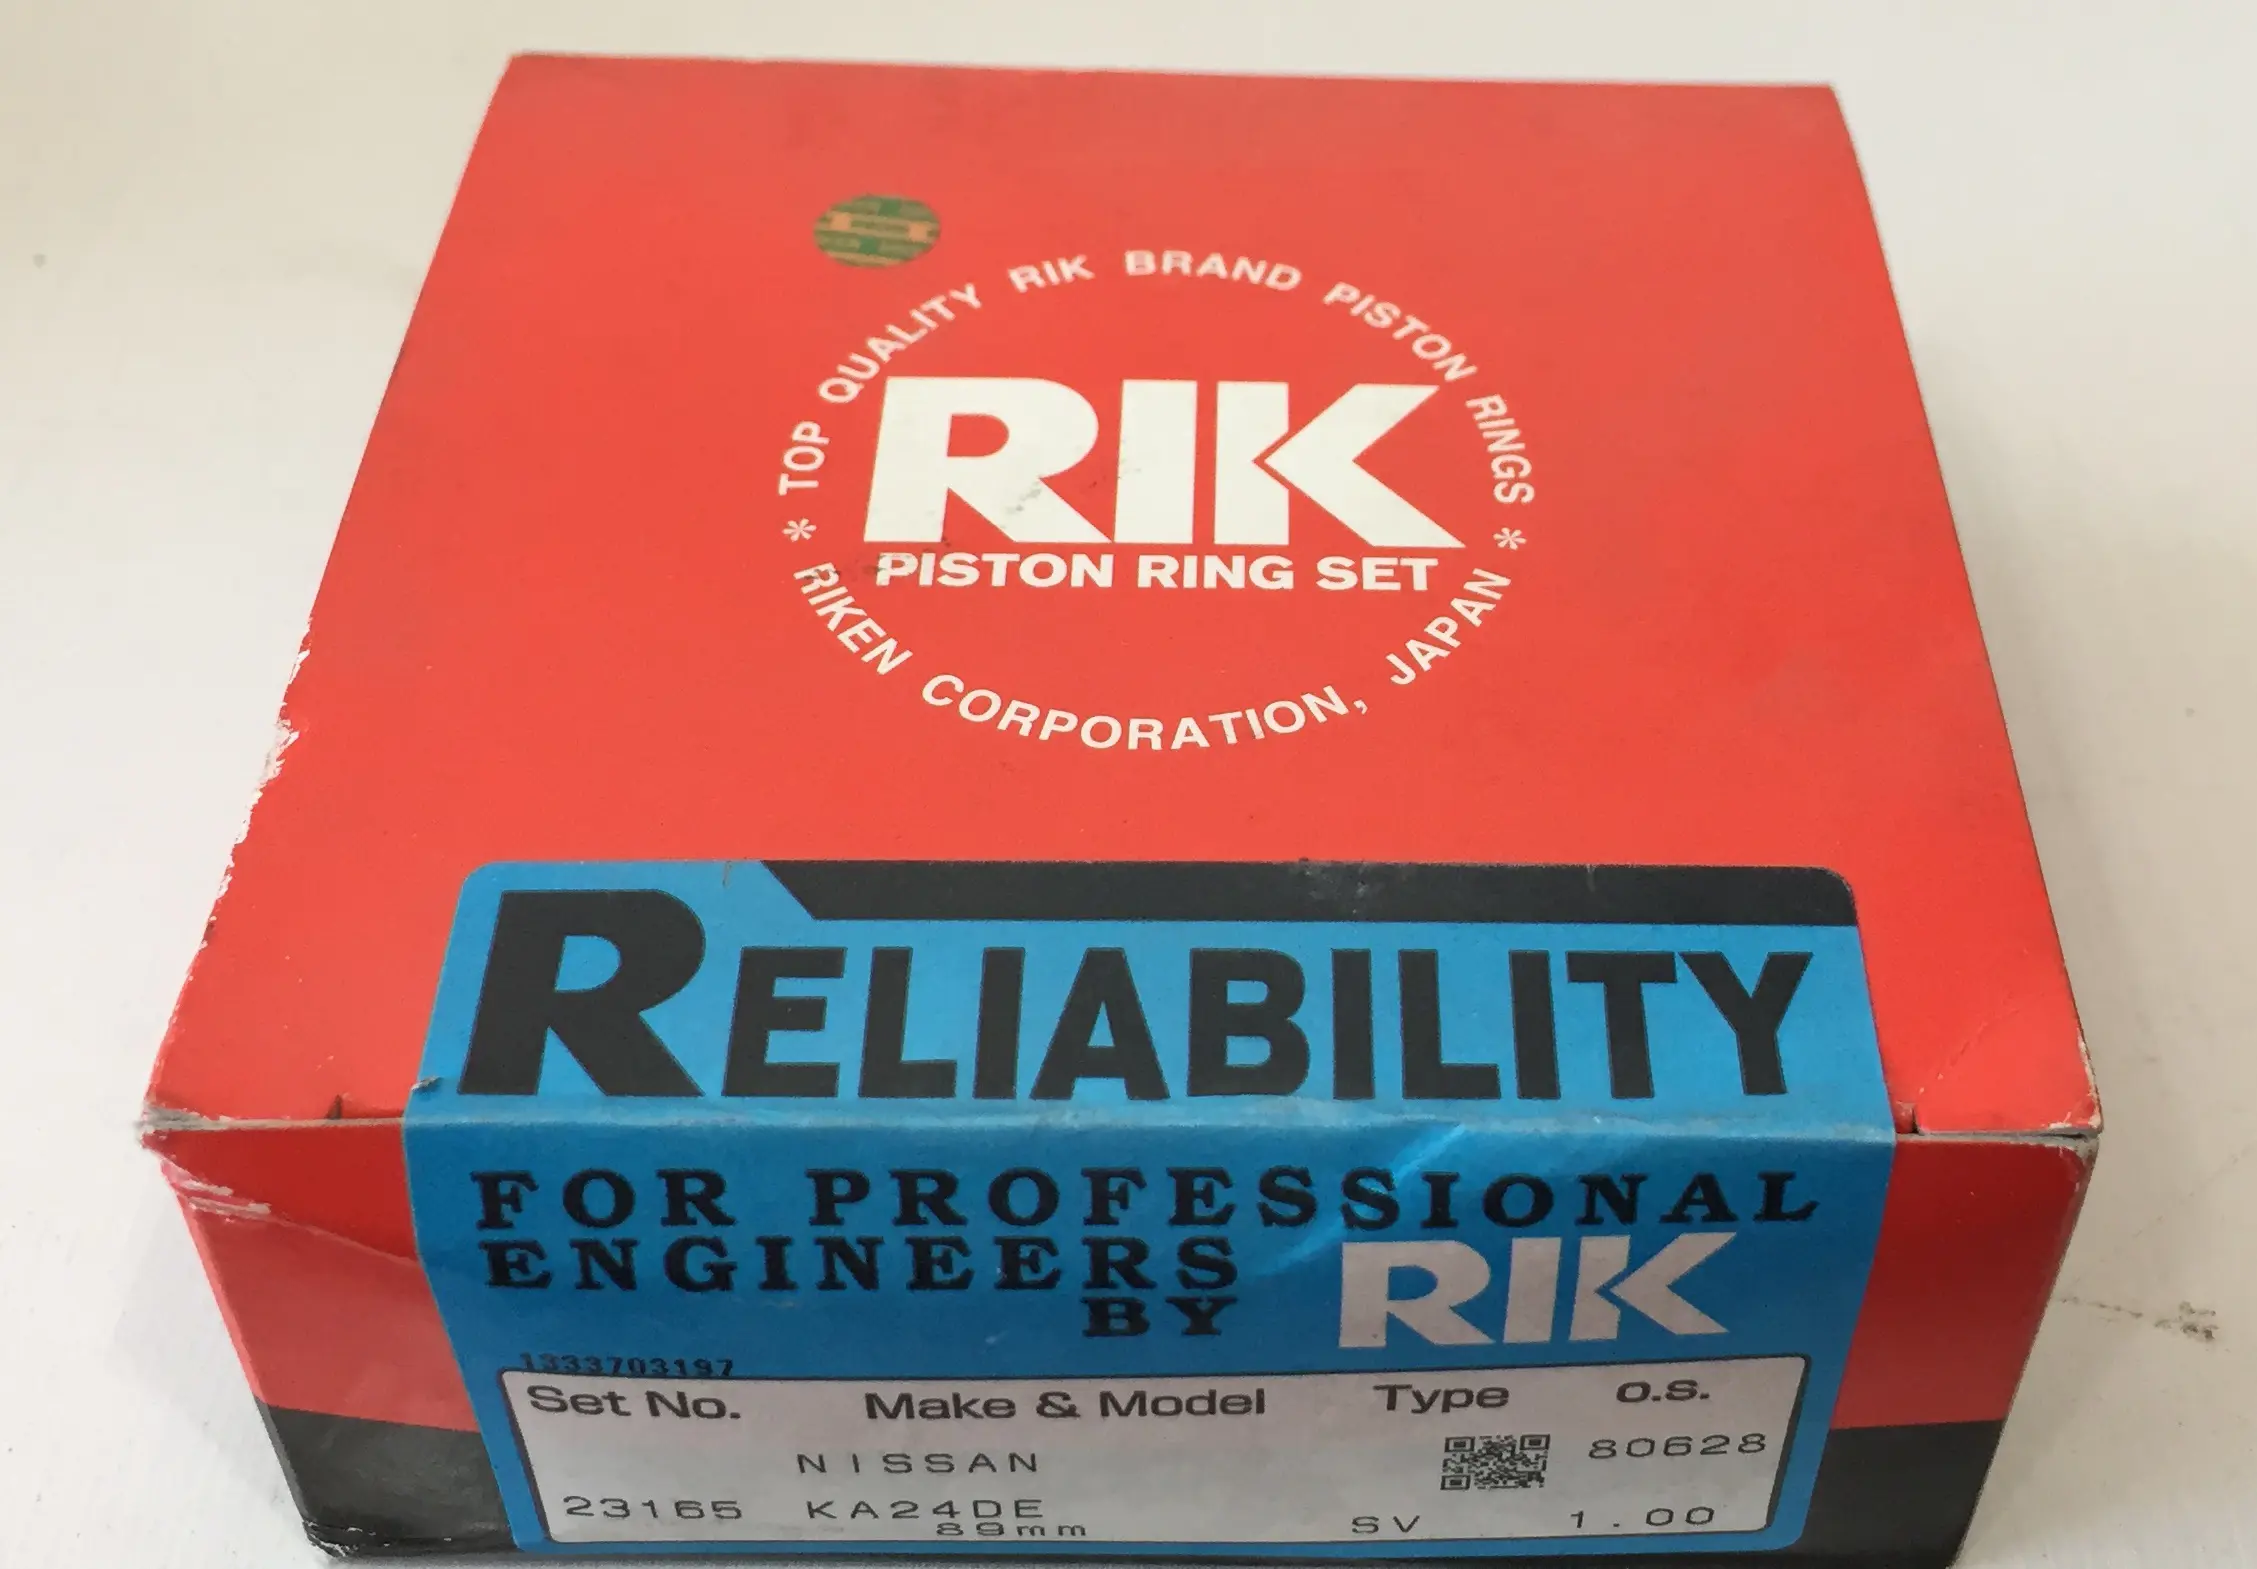 * TOP QUALITY RIK BRAND PISTON RINGS *
RIK
PISTON RING SET
RIKEN CORPORATION, JAPAN
RELIABILITY
FOR PROFESSIONAL
ENGINEERS
BY RIK
1333703197
Set No. Make & Model Type O.S.
NISSAN 80628
23165 KA24DE SV 1.00
89mm